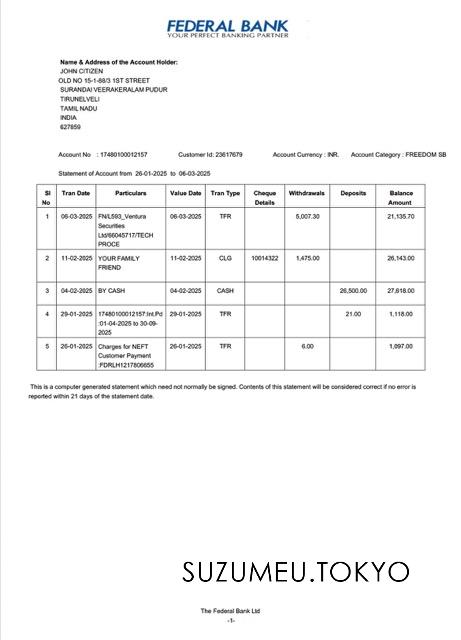 FEDERAL BANK
YOUR PERFECT BANKING PARTNER
Name & Address of the Account Holder:
JOHN CITIZEN
OLD NO 15-1-88/3 1ST STREET
SURANDAI VEERAKERALAM PUDUR
TIRUNELVELI
TAMIL NADU
INDIA
627859
Account No : 17480100012157 Customer Id: 23617679 Account Currency : INR. Account Category : FREEDOM SB
Statement of Account from 26-01-2025 to 06-03-2025
Sl No Tran Date Particulars Value Date Tran Type Cheque Details Withdrawals Deposits Balance Amount
1 06-03-2025 FN/L593_Ventura Securities Ltd/66045717/TECH PROCE 06-03-2025 TFR 5,007.30 21,135.70
2 11-02-2025 YOUR FAMILY FRIEND 11-02-2025 CLG 10014322 1,475.00 26,143.00
3 04-02-2025 BY CASH 04-02-2025 CASH 26,500.00 27,618.00
4 29-01-2025 17480100012157:Int.Pd :01-04-2025 to 30-09-2025 29-01-2025 TFR 21.00 1,118.00
5 26-01-2025 Charges for NEFT Customer Payment :FDRLH1217806655 26-01-2025 TFR 6.00 1,097.00
This is a computer generated statement which need not normally be signed. Contents of this statement will be considered correct if no error is
reported within 21 days of the statement date.
SUZUMEU.TOKYO
The Federal Bank Ltd
-1-